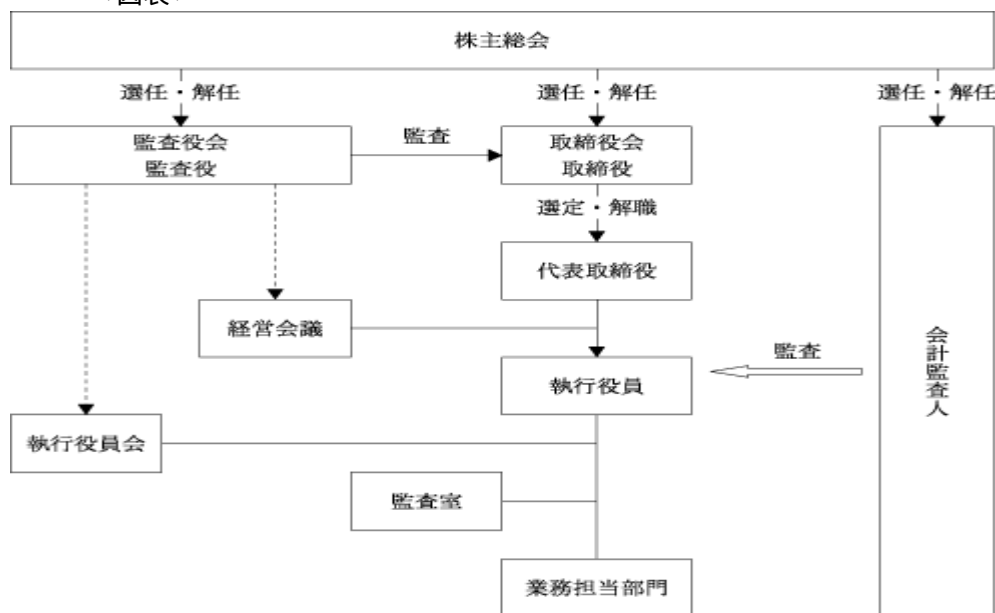 株主総会
選任・解任
選任・解任
選任・解任
監査役会
監査役
監査
取締役会
取締役
選定・解職
代表取締役
経営会議
監査
執行役員
会計監査人
執行役員会
監査室
業務担当部門